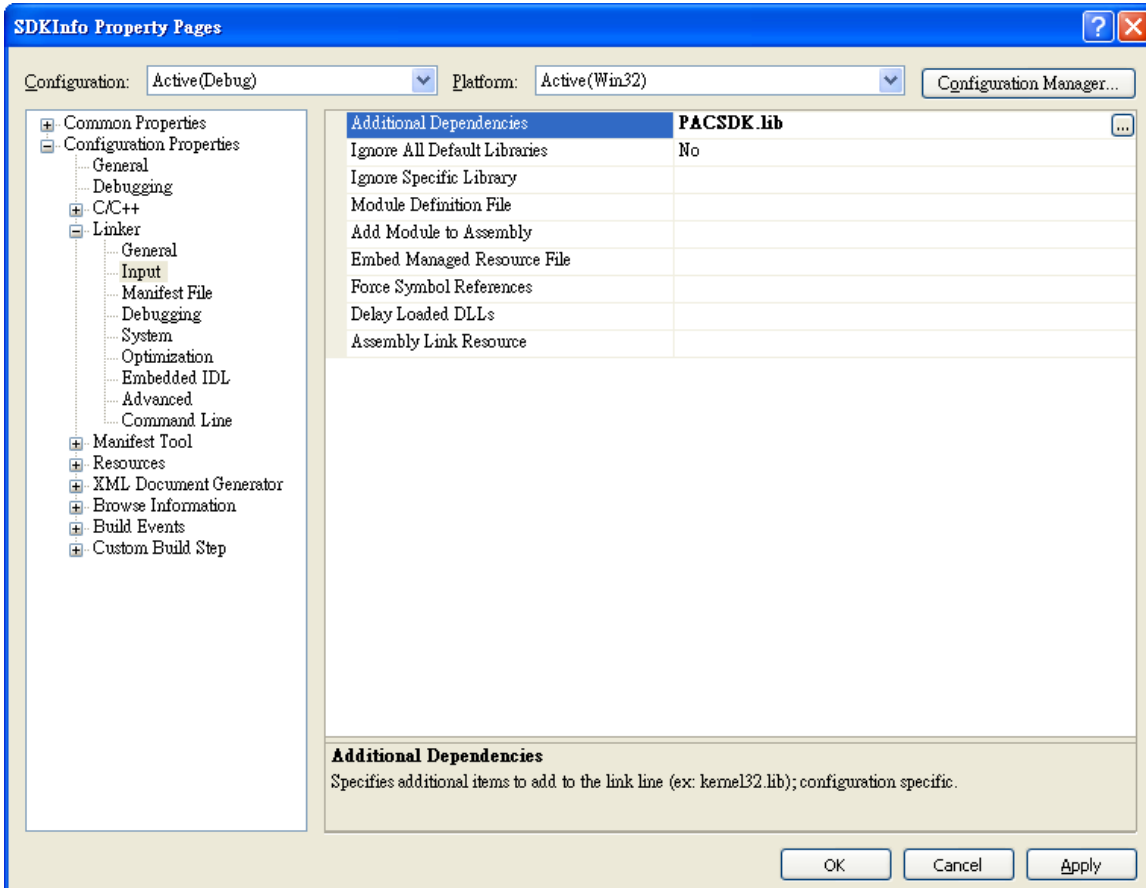 SDKInfo Property Pages
Configuration: Active(Debug) Platform: Active(Win32) Configuration Manager...
Common Properties
Configuration Properties
General
Debugging
C/C++
Linker
General
Input
Manifest File
Debugging
System
Optimization
Embedded IDL
Advanced
Command Line
Manifest Tool
Resources
XML Document Generator
Browse Information
Build Events
Custom Build Step
Additional Dependencies PACSDK.lib ...
Ignore All Default Libraries No
Ignore Specific Library
Module Definition File
Add Module to Assembly
Embed Managed Resource File
Force Symbol References
Delay Loaded DLLs
Assembly Link Resource
Additional Dependencies
Specifies additional items to add to the link line (ex: kernel32.lib); configuration specific.
OK Cancel Apply